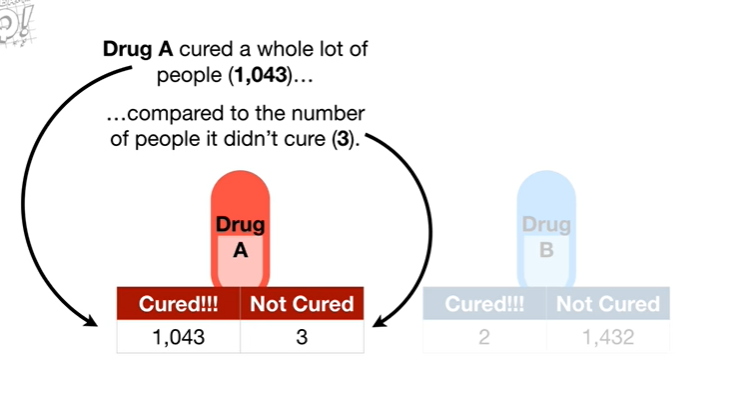 Drug A cured a whole lot of
people (1,043)…
…compared to the number
of people it didn't cure (3).
Drug
A
Cured!!! Not Cured
1,043 3
Drug
B
Cured!!! Not Cured
2 1,432